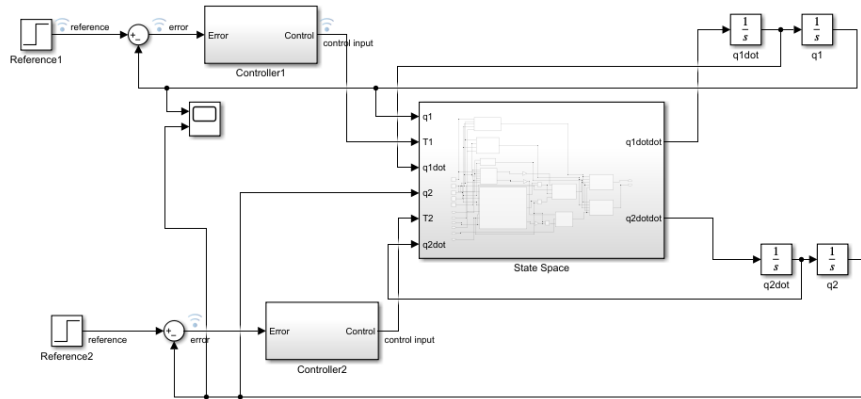 reference
error
Error
Control
control input
Reference1
Controller1
1
s
q1dot
1
s
q1
q1
T1
q1dot
q2
T2
q2dot
q1dotdot
q2dotdot
State Space
1
s
q2dot
1
s
q2
reference
error
Error
Control
control input
Reference2
Controller2